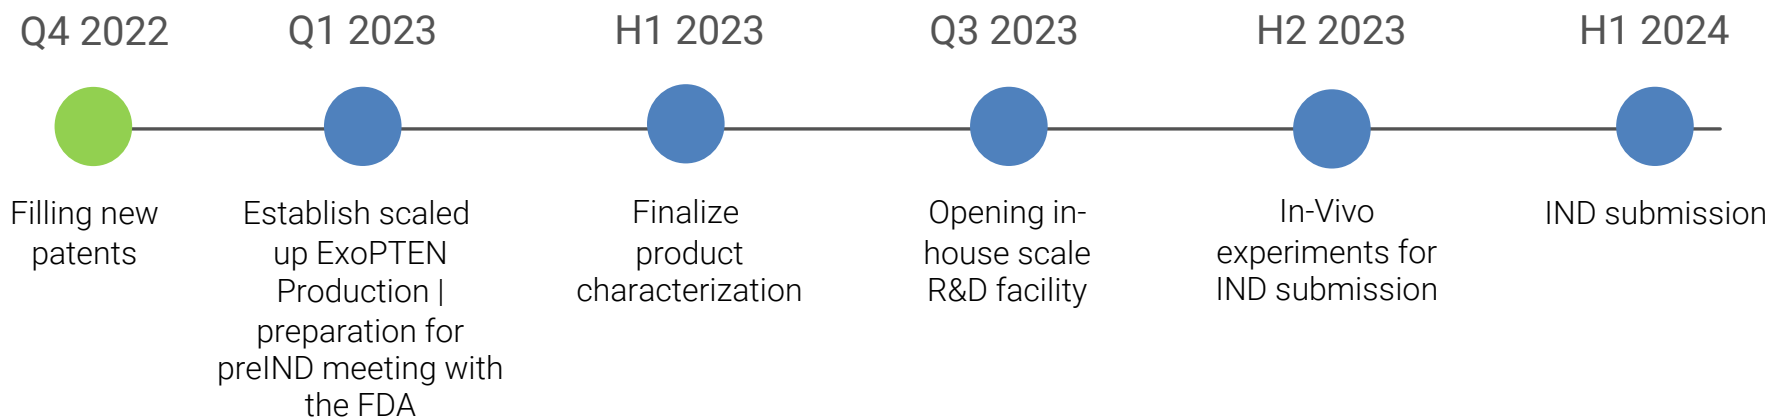 Q4 2022
Q1 2023
H1 2023
Q3 2023
H2 2023
H1 2024
Filling new
patents
Establish scaled
up ExoPTEN
Production |
preparation for
preIND meeting with
the FDA
Finalize
product
characterization
Opening in-
house scale
R&D facility
In-Vivo
experiments for
IND submission
IND submission